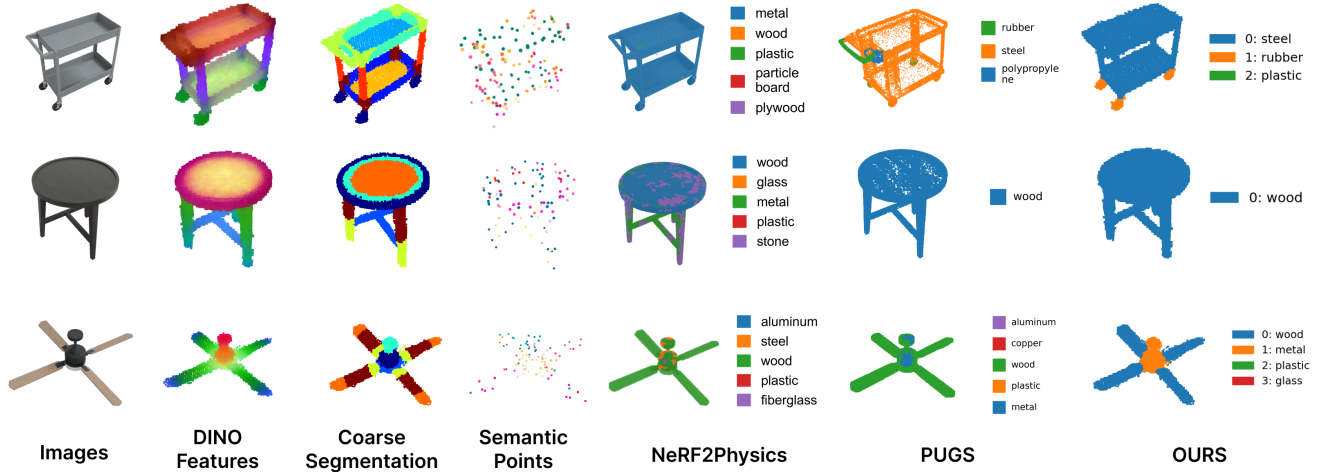 metal
wood
plastic
particle
board
plywood
rubber
steel
polypropyle
ne
0: steel
1: rubber
2: plastic
wood
glass
metal
plastic
stone
wood
0: wood
aluminum
steel
wood
plastic
fiberglass
aluminum
copper
wood
plastic
metal
0: wood
1: metal
2: plastic
3: glass
Images
DINO
Features
Coarse
Segmentation
Semantic
Points
NeRF2Physics
PUGS
OURS